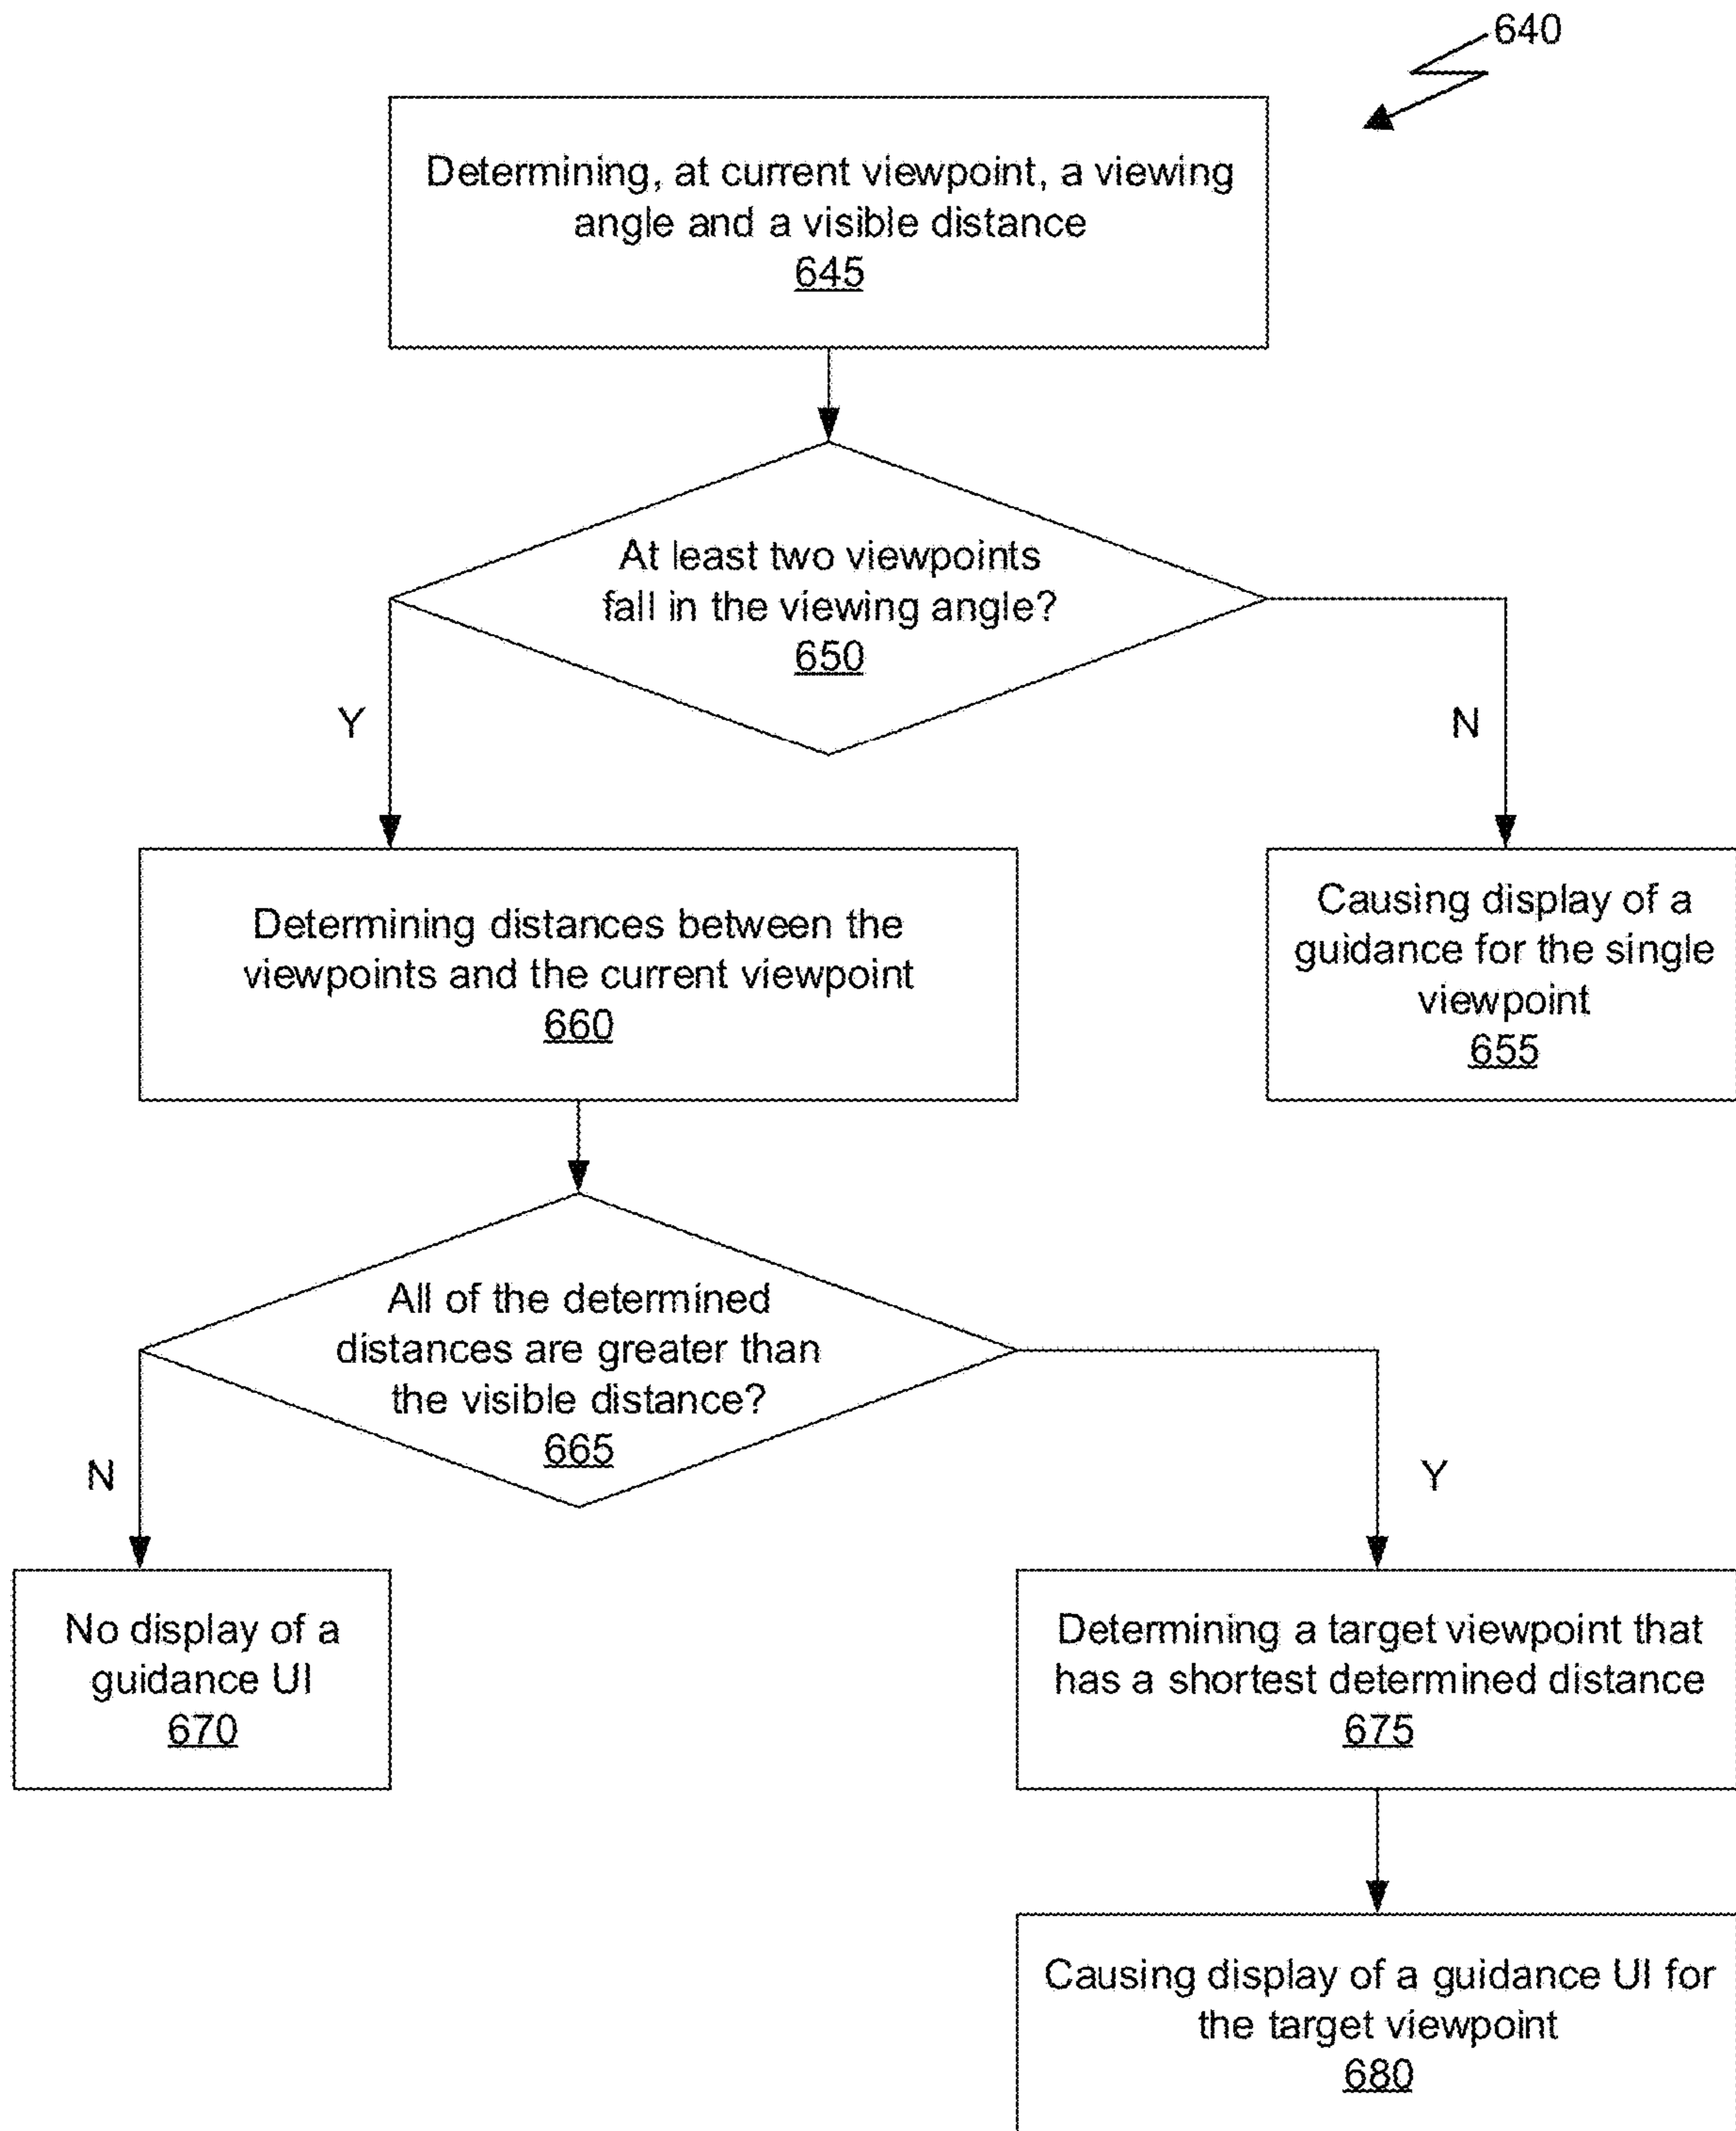 640
Determining, at current viewpoint, a viewing
angle and a visible distance
645
At least two viewpoints
fall in the viewing angle?
650
Y
N
Determining distances between the
viewpoints and the current viewpoint
660
Causing display of a
guidance for the single
viewpoint
655
All of the determined
distances are greater than
the visible distance?
665
N
Y
No display of a
guidance UI
670
Determining a target viewpoint that
has a shortest determined distance
675
Causing display of a guidance UI for
the target viewpoint
680